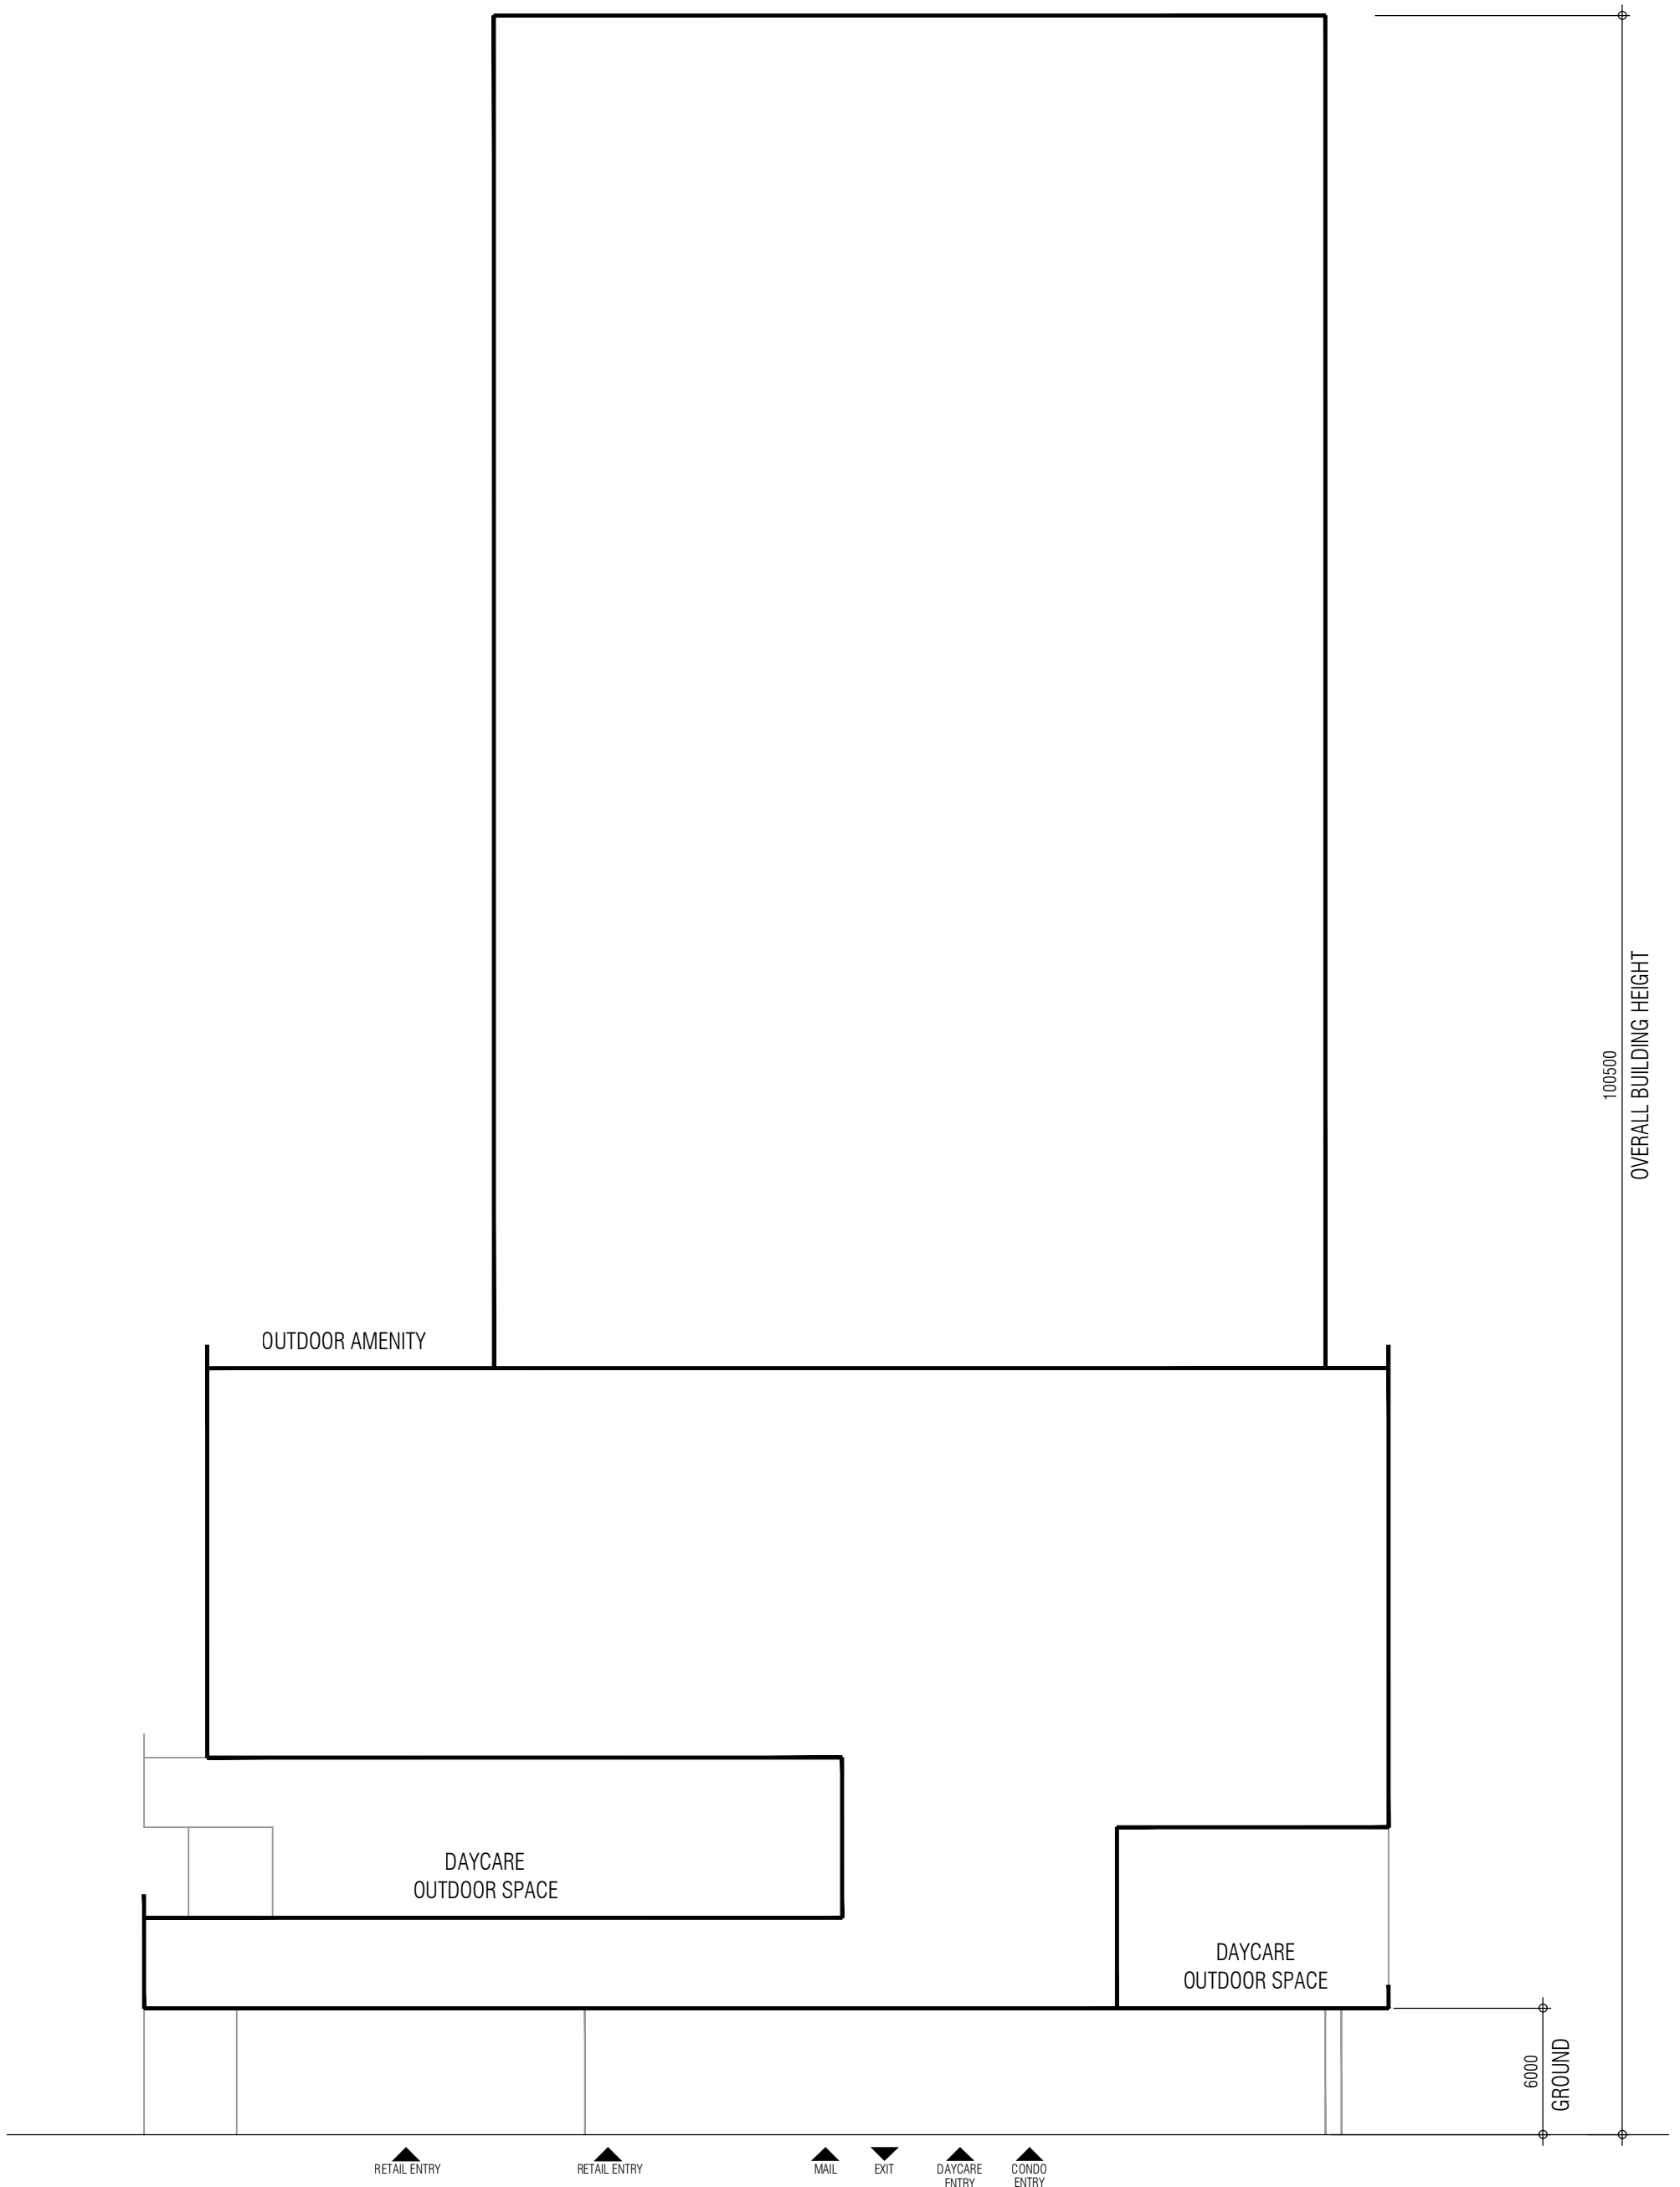 100500
OVERALL BUILDING HEIGHT
OUTDOOR AMENITY
DAYCARE
OUTDOOR SPACE
DAYCARE
OUTDOOR SPACE
6000
GROUND
RETAIL ENTRY
RETAIL ENTRY
MAIL
EXIT
DAYCARE
ENTRY
CONDO
ENTRY